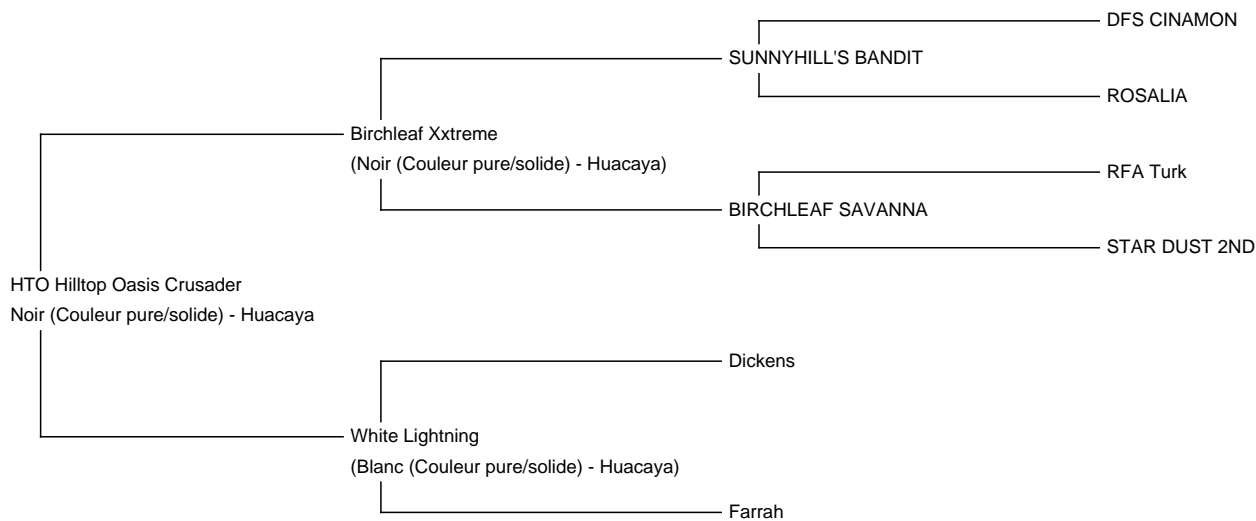 DFS CINAMON
SUNNYHILL'S BANDIT
ROSALIA
Birchleaf Xxtreme
(Noir (Couleur pure/solide) - Huacaya)
RFA Turk
BIRCHLEAF SAVANNA
STAR DUST 2ND
HTO Hilltop Oasis Crusader
Noir (Couleur pure/solide) - Huacaya
Dickens
White Lightning
(Blanc (Couleur pure/solide) - Huacaya)
Farrah